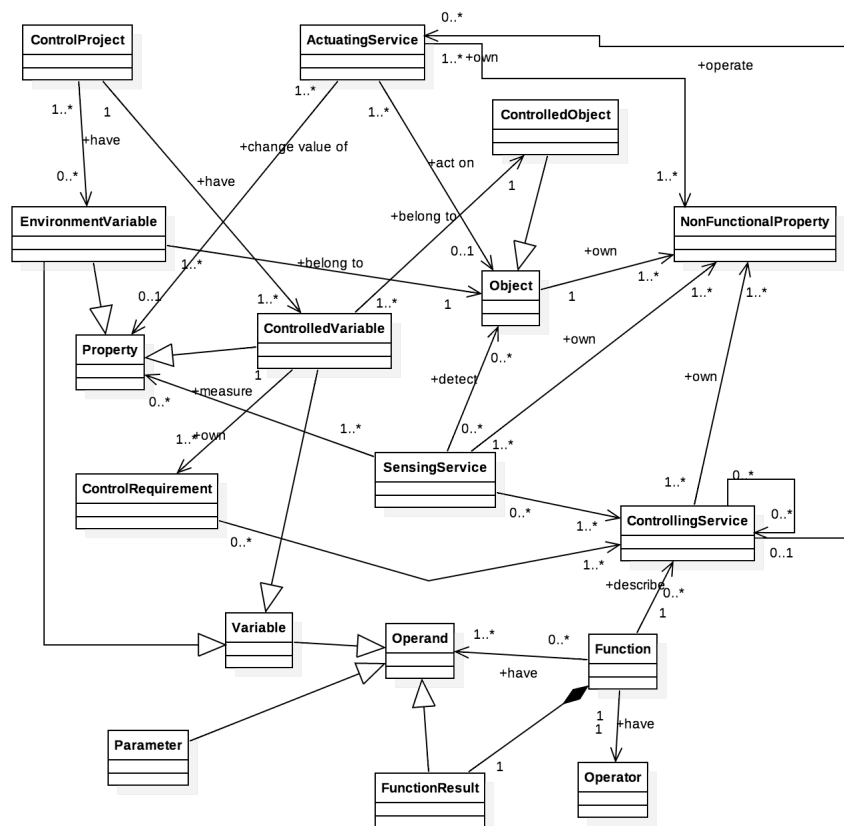 0..*
ControlProject
ActuatingService
1..*
+own
+operate
1..*
1
1..*
1..*
ControlledObject
+have
+change value of
+act on
+have
0..*
1
1..*
EnvironmentVariable
+belong to
NonFunctionalProperty
+belong to
0..1
+own
1..*
1..*
Object
0..1
1..*
1..*
1
1
1..*
1..*
ControlledVariable
Property
+own
0..*
1
+detect
+own
+measure
0..*
1..*
0..*
1..*
+own
1..*
SensingService
0..*
ControlRequirement
1..*
0..*
ControllingService
0..*
1..*
0..*
0..1
1..*
+describe
0..*
1
Variable
Operand
1..*
0..*
Function
+have
1
+have
1
Parameter
1
Operator
FunctionResult